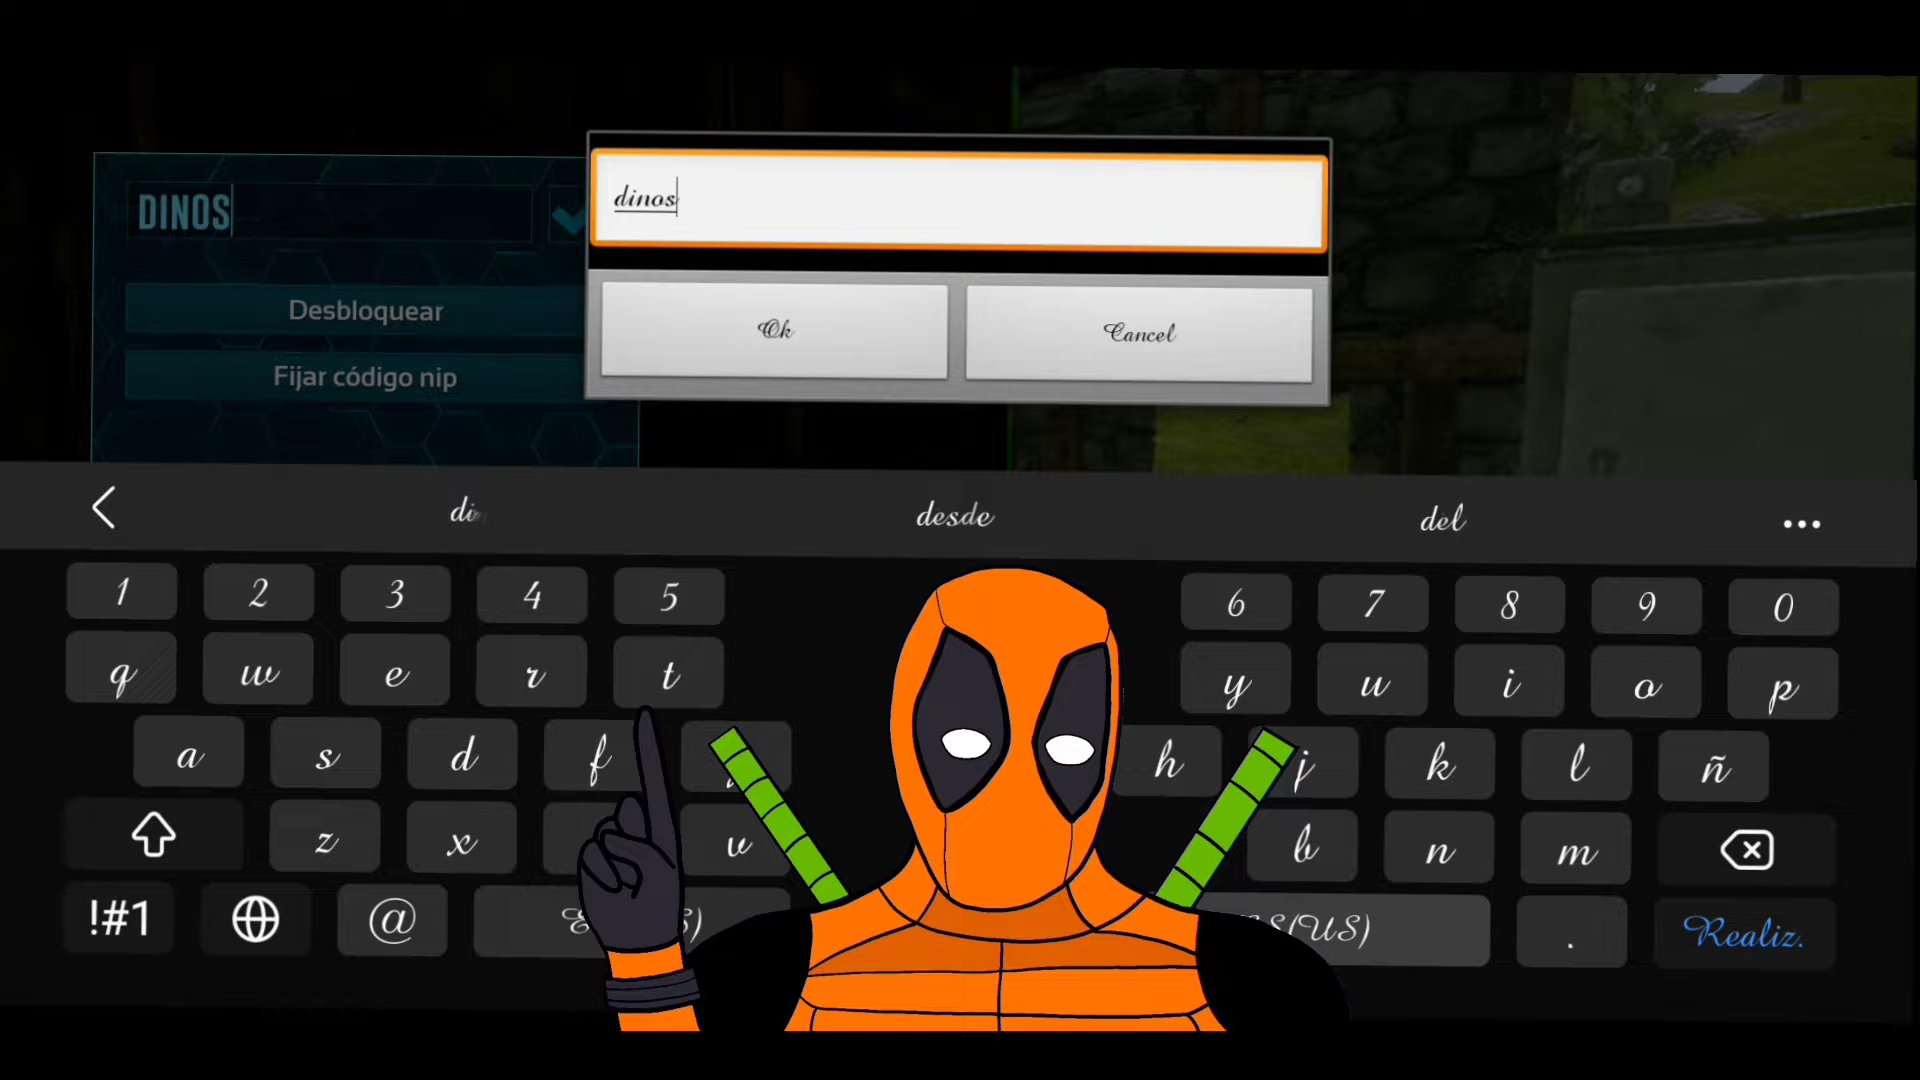 DINOS
dinos
Desbloquear
Ok
Cancel
Fijar código nip
desde
del
1 2 3 4 5 6 7 8 9 0
q w e r t y u i o p
a s d f h j k l ñ
z x v b n m
!#1 @ S(US) . Realiz.